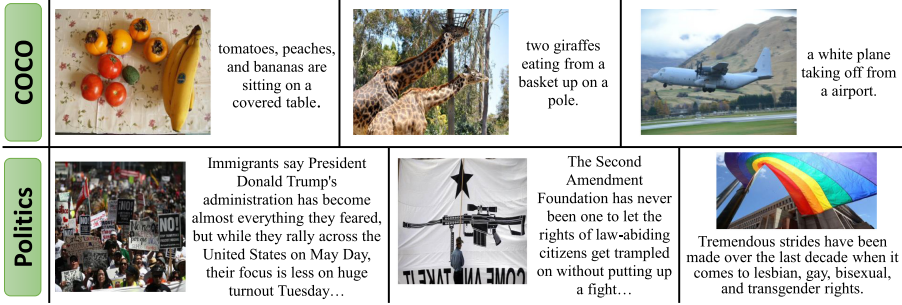 COCO
tomatoes, peaches,
and bananas are
sitting on a
covered table.
two giraffes
eating from a
basket up on a
pole.
a white plane
taking off from
a airport.
Politics
Immigrants say President
Donald Trump's
administration has become
almost everything they feared,
but while they rally across the
United States on May Day,
their focus is less on huge
turnout Tuesday…
NO!
COME AND TAKE IT
The Second
Amendment
Foundation has never
been one to let the
rights of law-abiding
citizens get trampled
on without putting up
a fight…
Tremendous strides have been
made over the last decade when it
comes to lesbian, gay, bisexual,
and transgender rights.